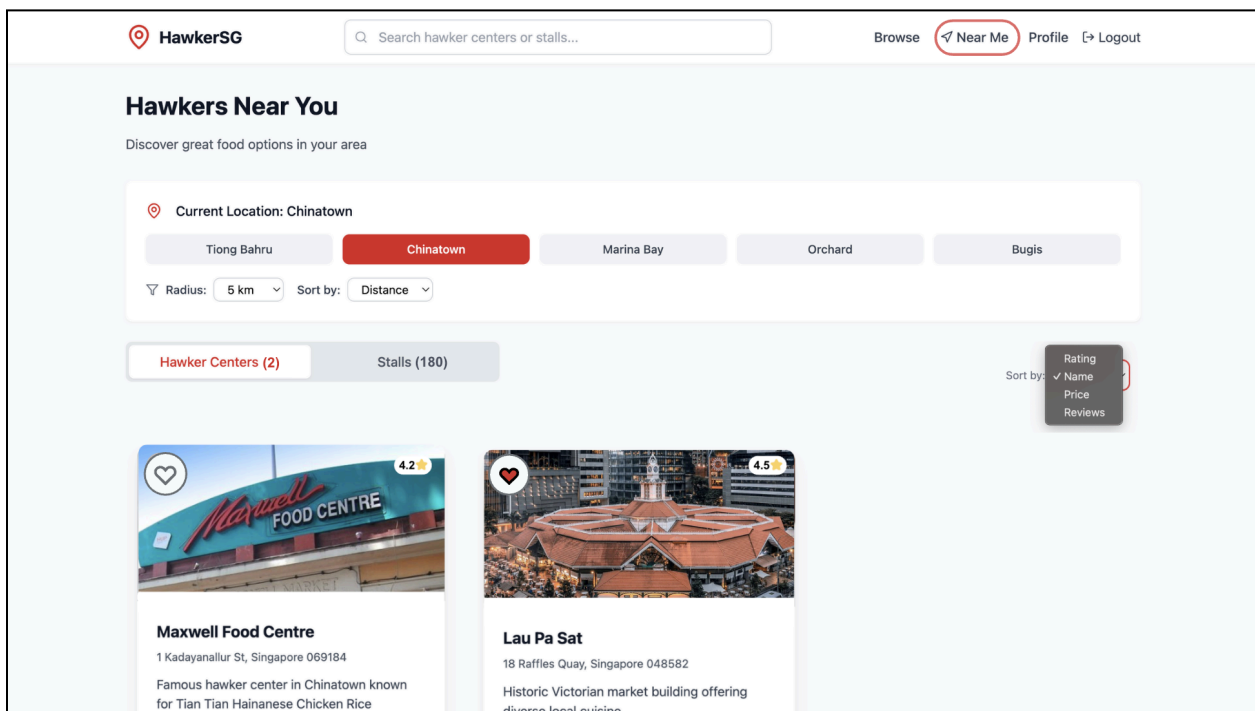 HawkerSG
Search hawker centers or stalls...
Browse
Near Me
Profile
Logout
Hawkers Near You
Discover great food options in your area
Current Location: Chinatown
Tiong Bahru
Chinatown
Marina Bay
Orchard
Bugis
Radius: 5 km Sort by: Distance
Hawker Centers (2)
Stalls (180)
Sort by:
Rating
✓ Name
Price
Reviews
4.2
Maxwell
FOOD CENTRE
4.5
Maxwell Food Centre
1 Kadayanallur St, Singapore 069184
Famous hawker center in Chinatown known
for Tian Tian Hainanese Chicken Rice
Lau Pa Sat
18 Raffles Quay, Singapore 048582
Historic Victorian market building offering
diverse local cuisine